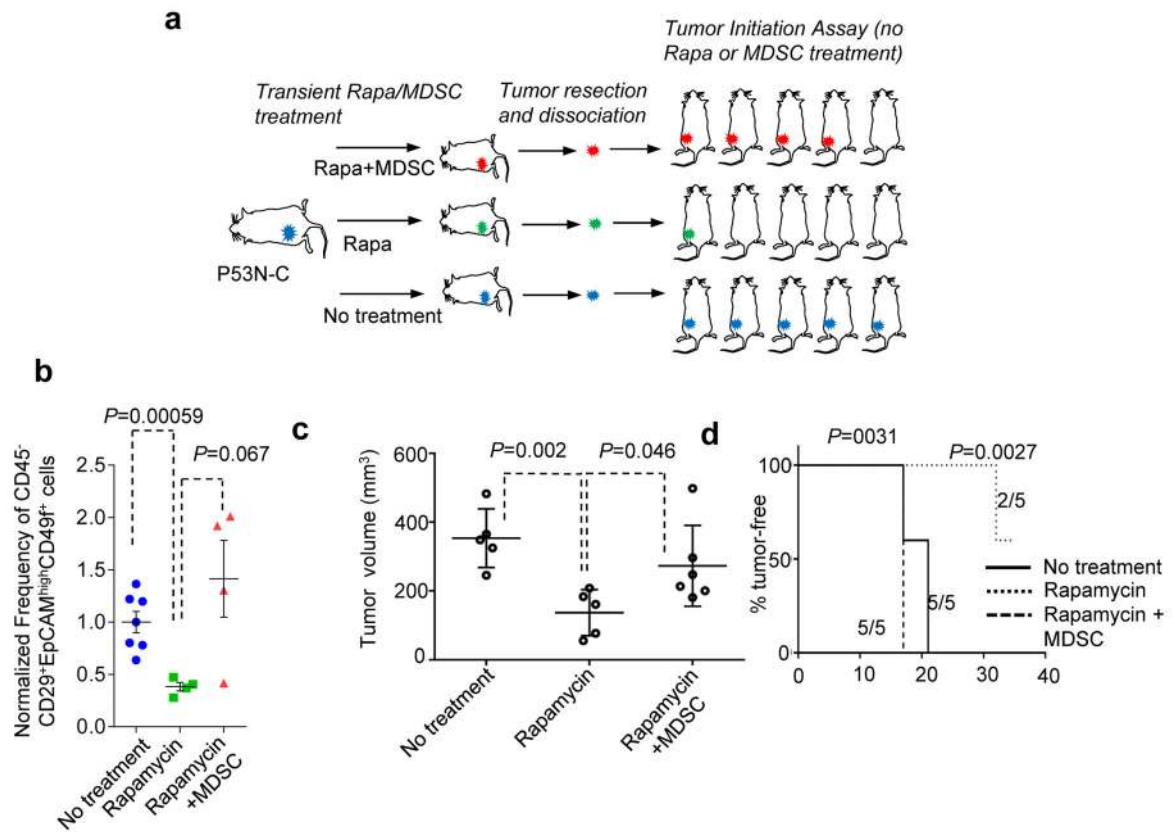 a
Tumor Initiation Assay (no
Rapa or MDSC treatment)
Transient Rapa/MDSC
treatment
Tumor resection
and dissociation
Rapa+MDSC
Rapa
P53N-C
No treatment
b
P=0.00059
P=0.067
Normalized Frequency of CD45-
CD29+EpCAMhighCD49f+ cells
2.5
2.0
1.5
1.0
0.5
0.0
No treatment
Rapamycin
Rapamycin
+MDSC
c
P=0.002
P=0.046
Tumor volume (mm3)
600
400
200
0
No treatment
Rapamycin
Rapamycin
+MDSC
d
P=0031
P=0.0027
% tumor-free
100
50
0
2/5
5/5
5/5
No treatment
Rapamycin
Rapamycin +
MDSC
0
10
20
30
40